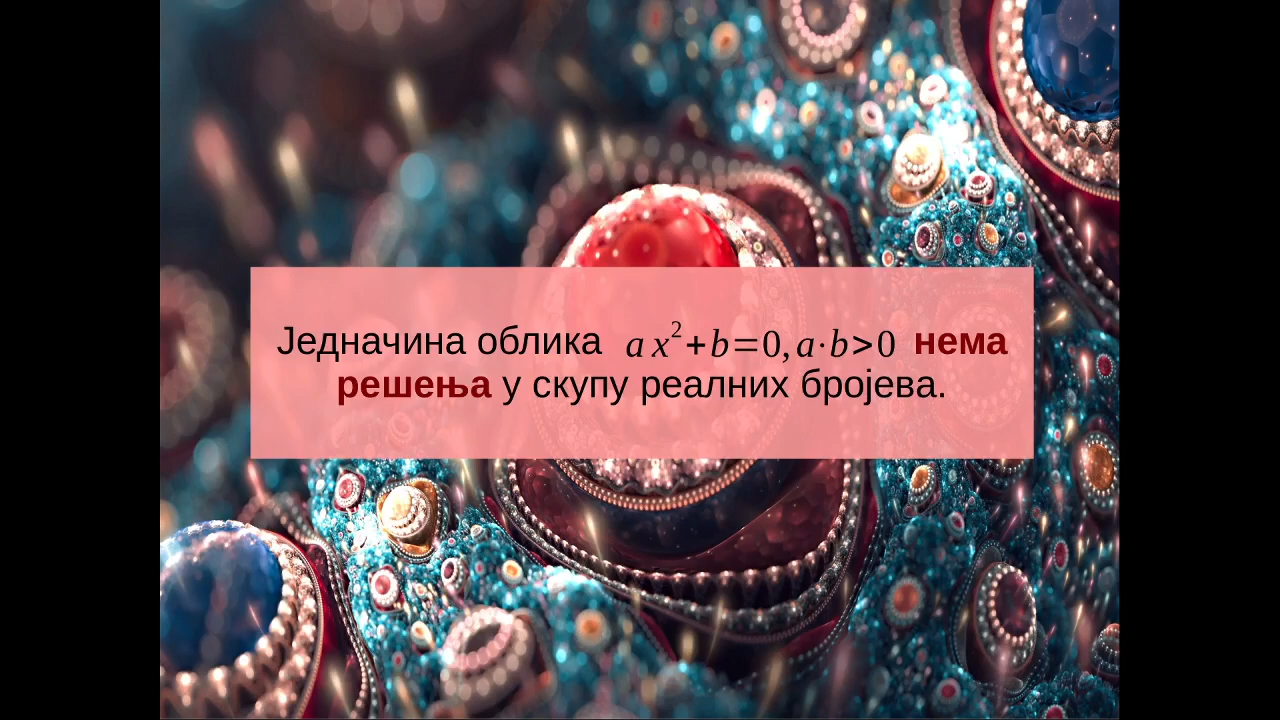 Једначина облика ax²+b=0, a·b>0 нема
решења у скупу реалних бројева.